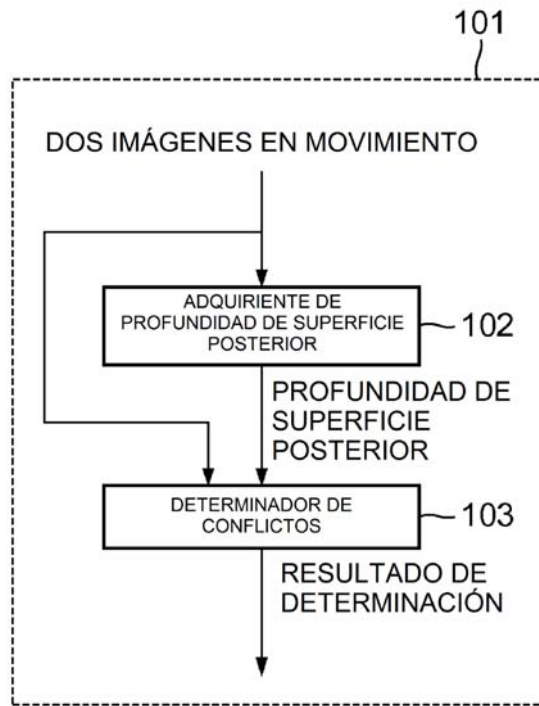 101
DOS IMÁGENES EN MOVIMIENTO
ADQUIRIENTE DE
PROFUNDIDAD DE SUPERFICIE
POSTERIOR
102
PROFUNDIDAD DE
SUPERFICIE
POSTERIOR
DETERMINADOR DE
CONFLICTOS
103
RESULTADO DE
DETERMINACIÓN